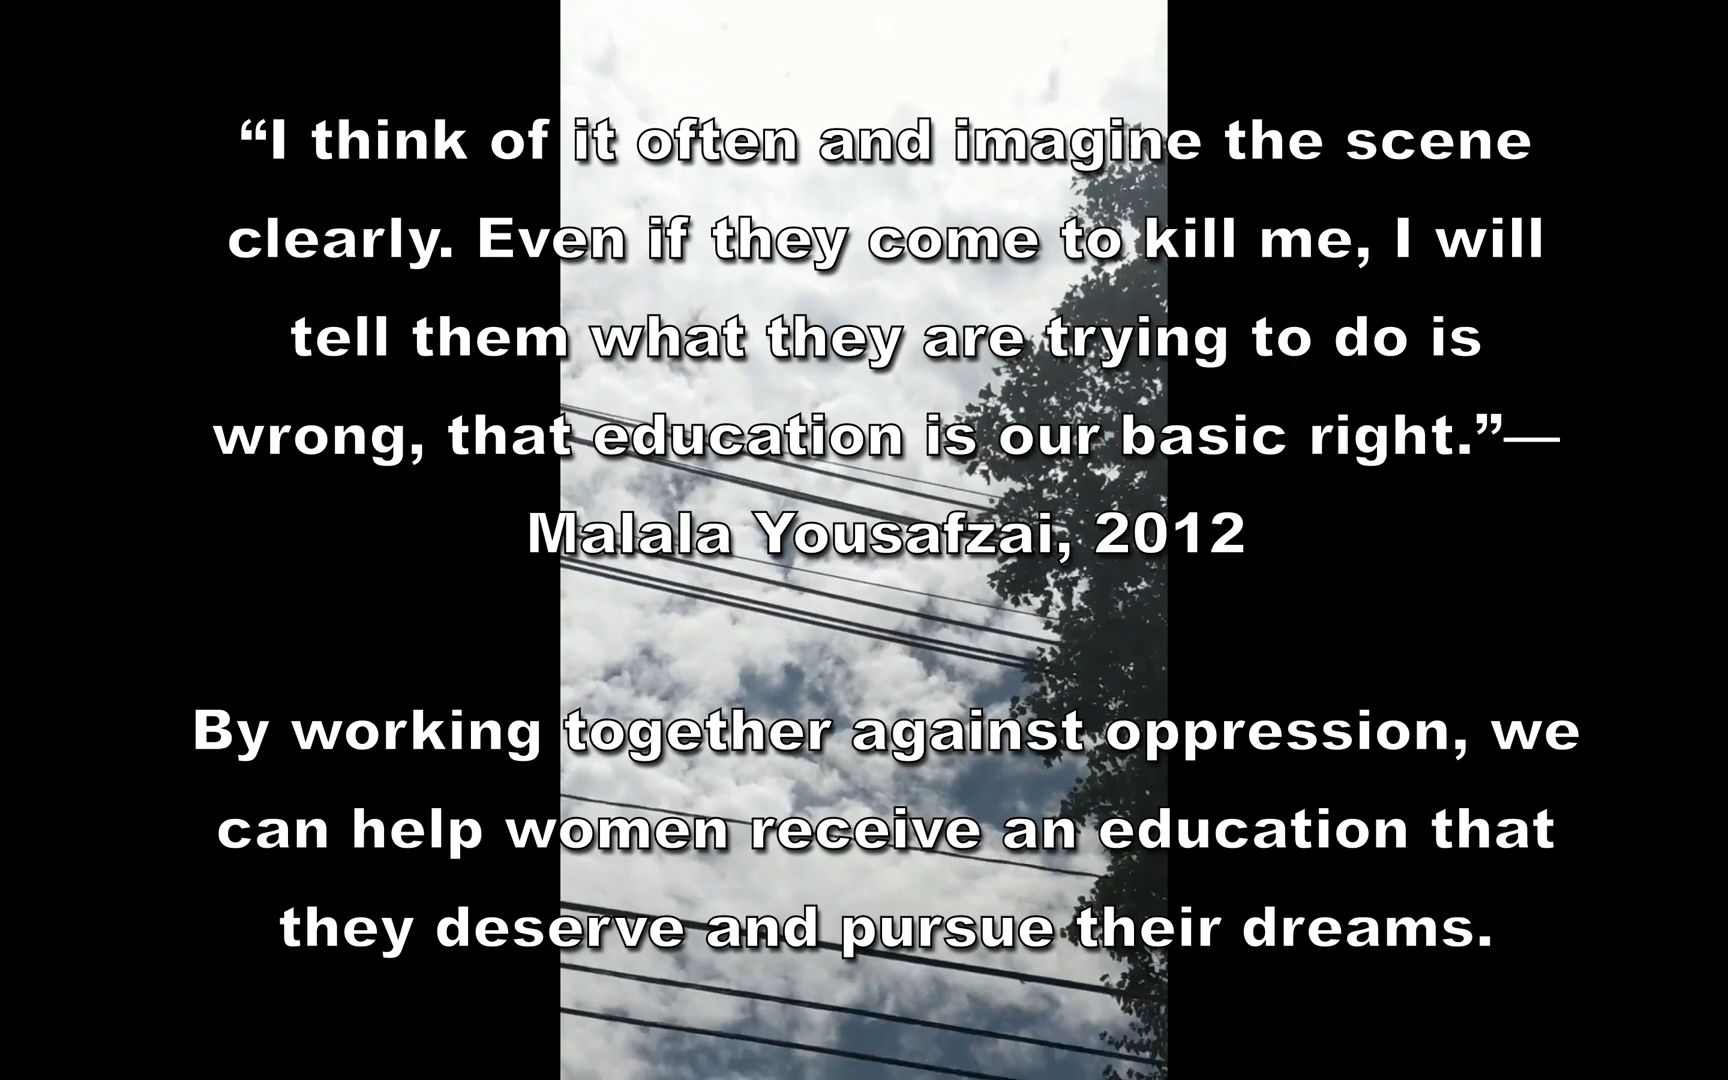 “I think of it often and imagine the scene
clearly. Even if they come to kill me, I will
tell them what they are trying to do is
wrong, that education is our basic right.”—
Malala Yousafzai, 2012
By working together against oppression, we
can help women receive an education that
they deserve and pursue their dreams.